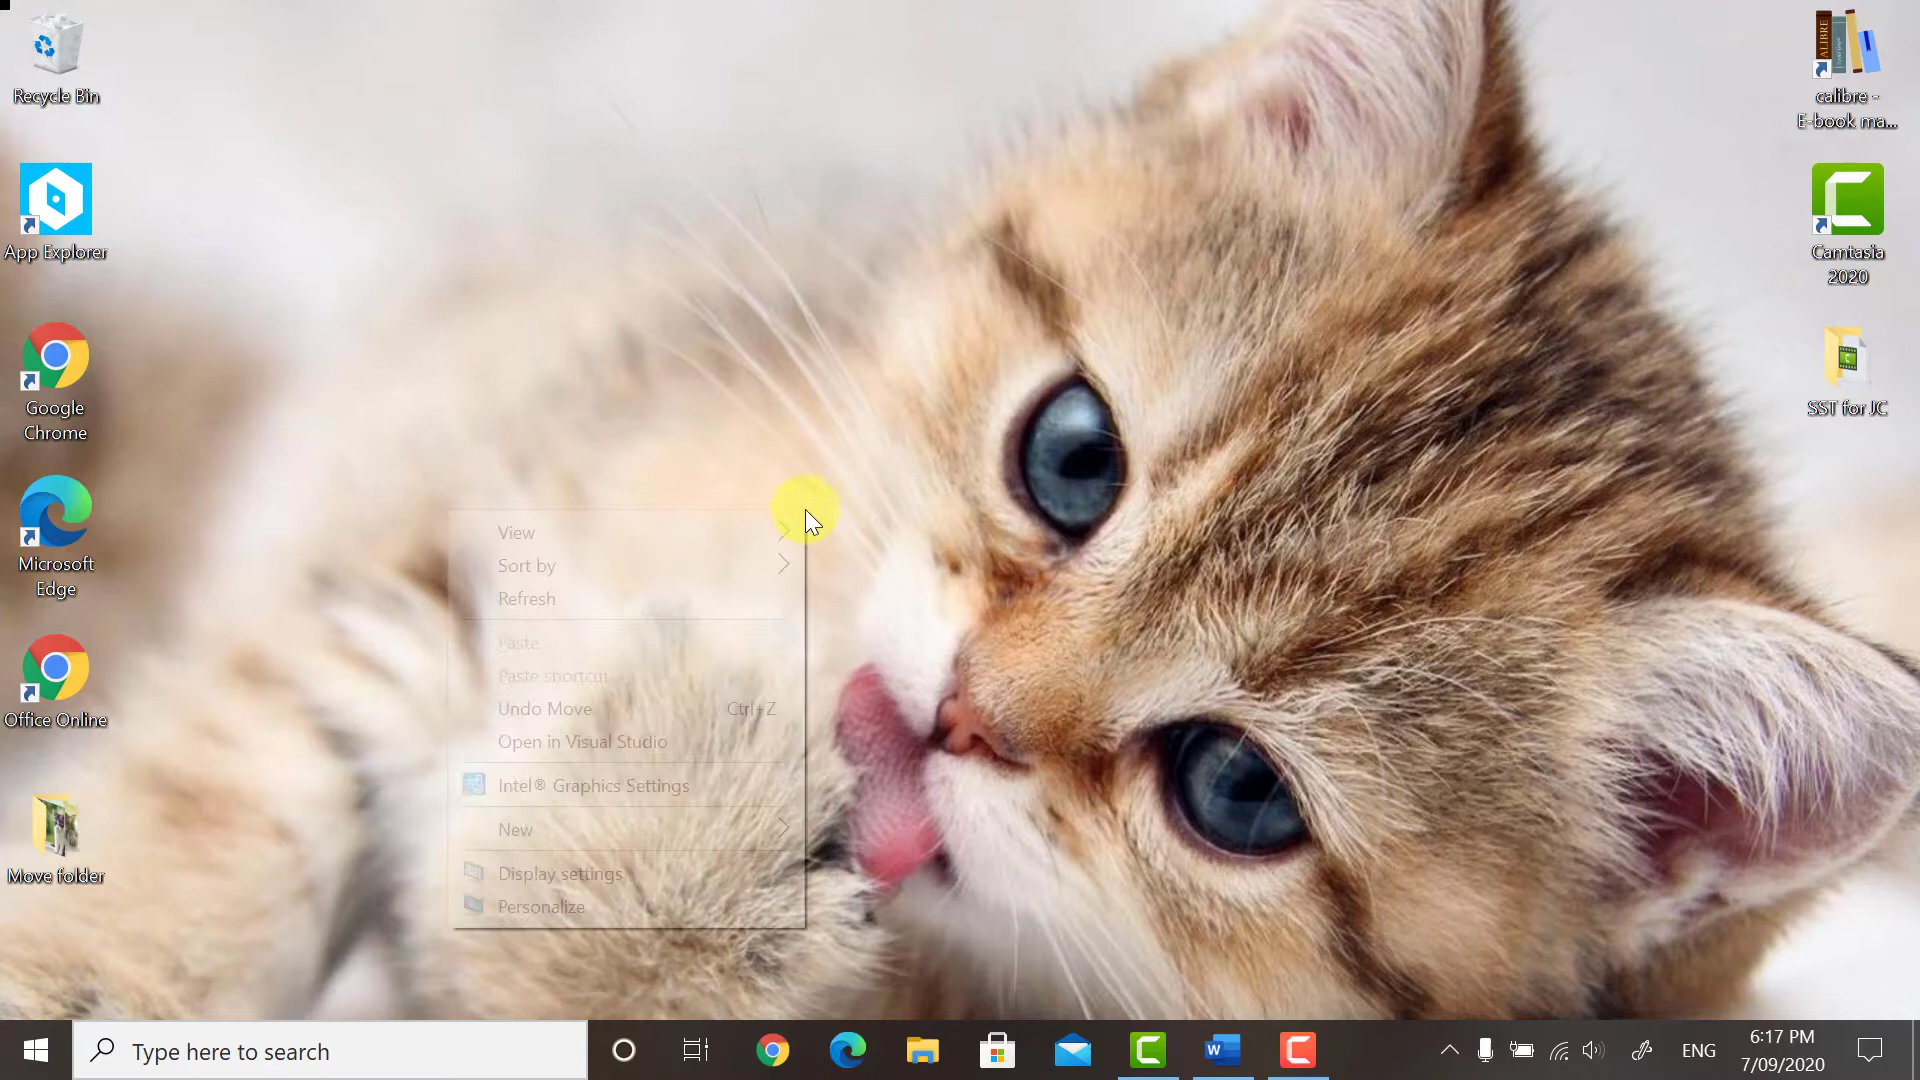 Recycle Bin
App Explorer
Google
Chrome
Microsoft
Edge
Office Online
Move folder
calibre -
E-book ma...
Camtasia
2020
SST for JC
View
Sort by
Refresh
Paste
Paste shortcut
Undo Move Ctrl+Z
Open in Visual Studio
Intel® Graphics Settings
New
Display settings
Personalize
Type here to search
ENG
6:17 PM
7/09/2020